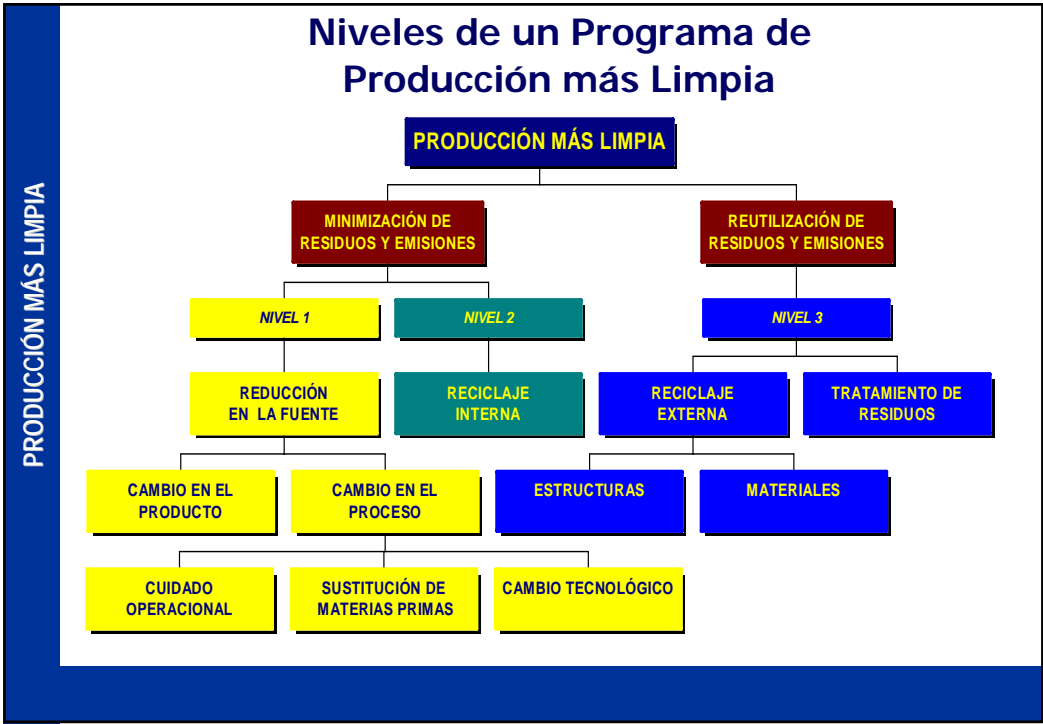 Niveles de un Programa de
Producción más Limpia
PRODUCCIÓN MÁS LIMPIA
PRODUCCIÓN MÁS LIMPIA
MINIMIZACIÓN DE
RESIDUOS Y EMISIONES
REUTILIZACIÓN DE
RESIDUOS Y EMISIONES
NIVEL 1
NIVEL 2
NIVEL 3
REDUCCIÓN
EN LA FUENTE
RECICLAJE
INTERNA
RECICLAJE
EXTERNA
TRATAMIENTO DE
RESIDUOS
CAMBIO EN EL
PRODUCTO
CAMBIO EN EL
PROCESO
ESTRUCTURAS
MATERIALES
CUIDADO
OPERACIONAL
SUSTITUCIÓN DE
MATERIAS PRIMAS
CAMBIO TECNOLÓGICO